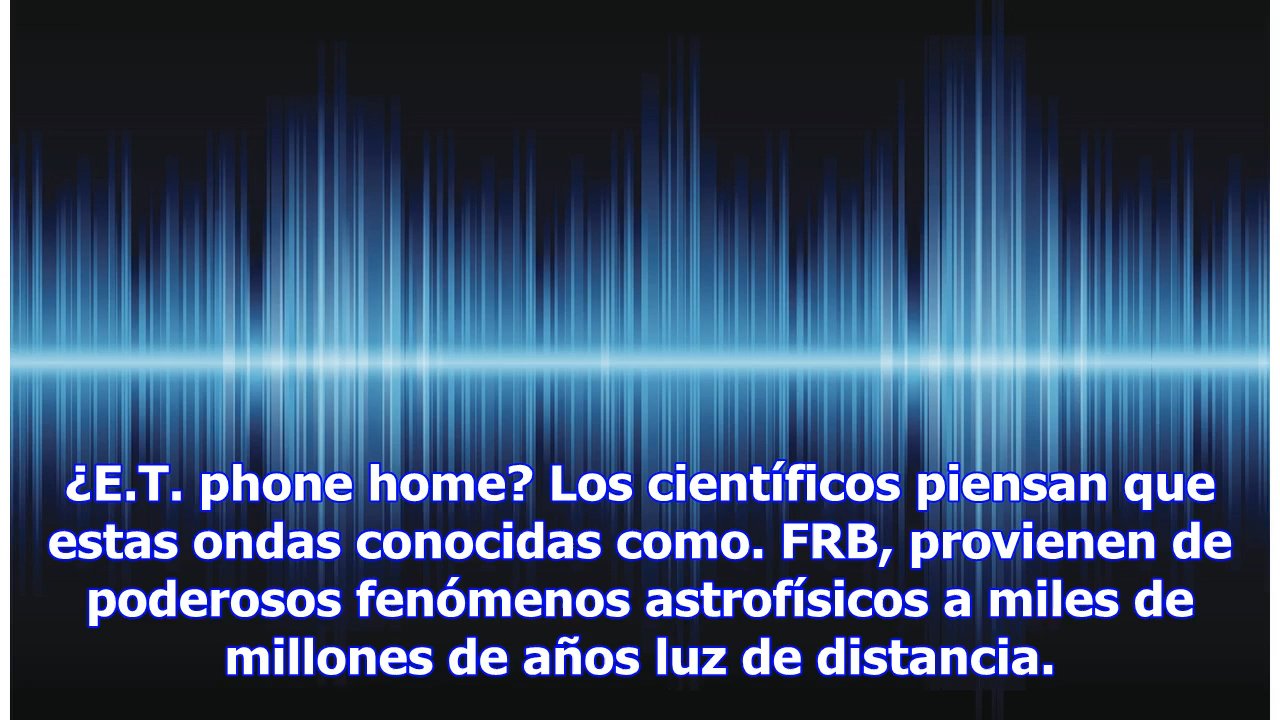 ¿E.T. phone home? Los científicos piensan que
estas ondas conocidas como. FRB, provienen de
poderosos fenómenos astrofísicos a miles de
millones de años luz de distancia.